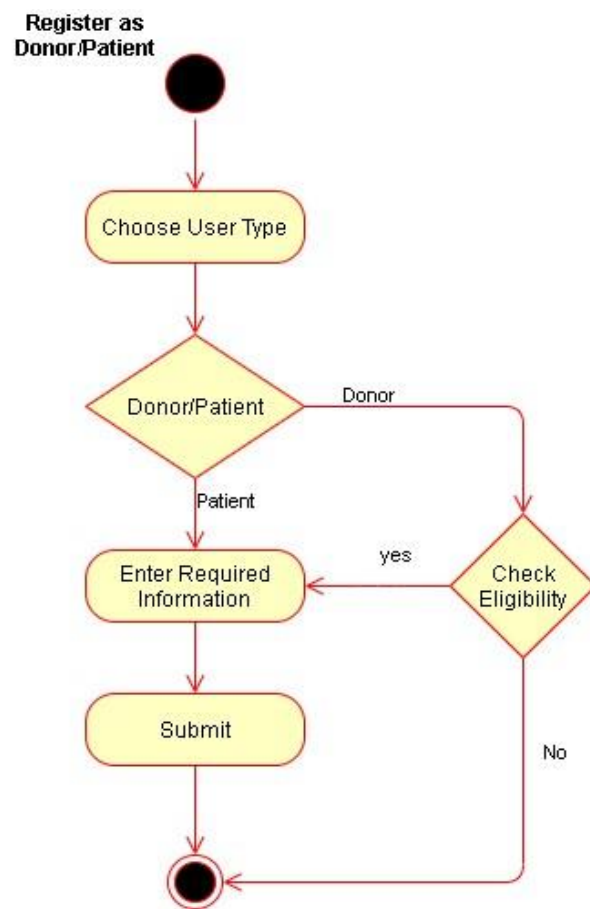 Register as
Donor/Patient
Choose User Type
Donor/Patient
Donor
Patient
Enter Required
Information
yes
Check
Eligibility
Submit
No